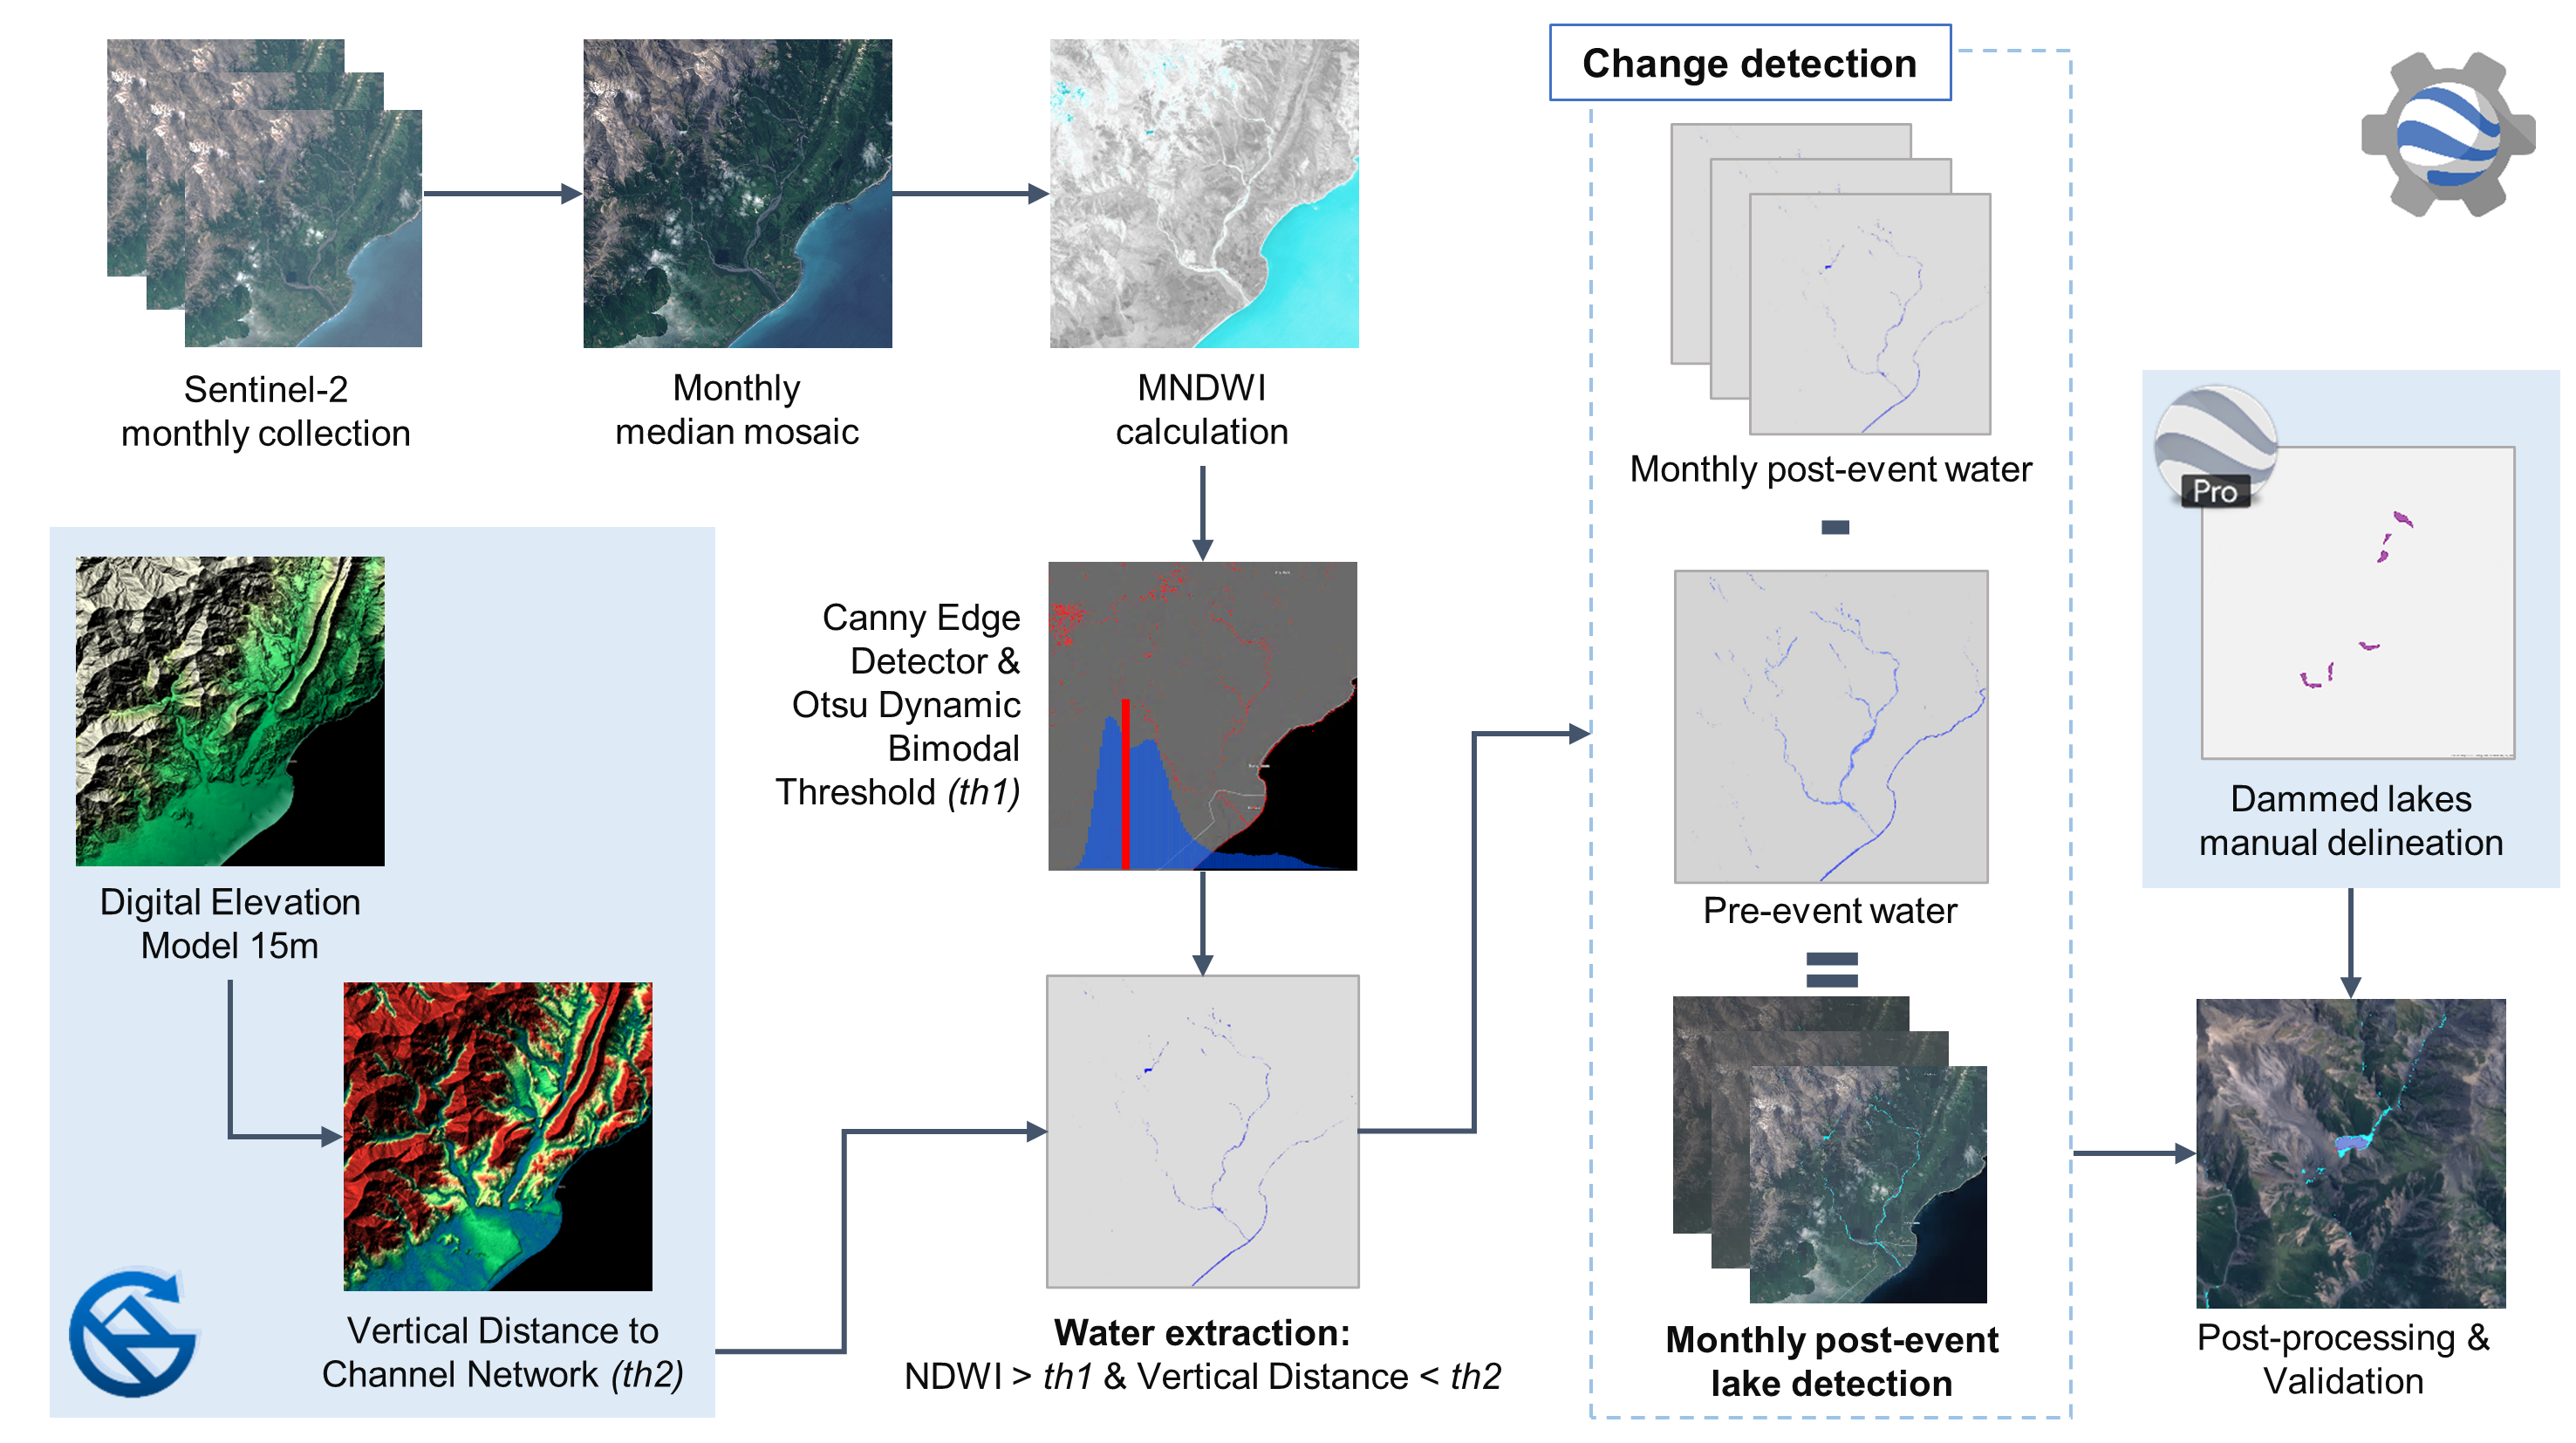 Sentinel-2
monthly collection
Monthly
median mosaic
MNDWI
calculation
Canny Edge
Detector &
Otsu Dynamic
Bimodal
Threshold (th1)
Digital Elevation
Model 15m
Vertical Distance to
Channel Network (th2)
Water extraction:
NDWI > th1 & Vertical Distance < th2
Change detection
Monthly post-event water
-
Pre-event water
=
Monthly post-event
lake detection
Pro
Dammed lakes
manual delineation
Post-processing &
Validation